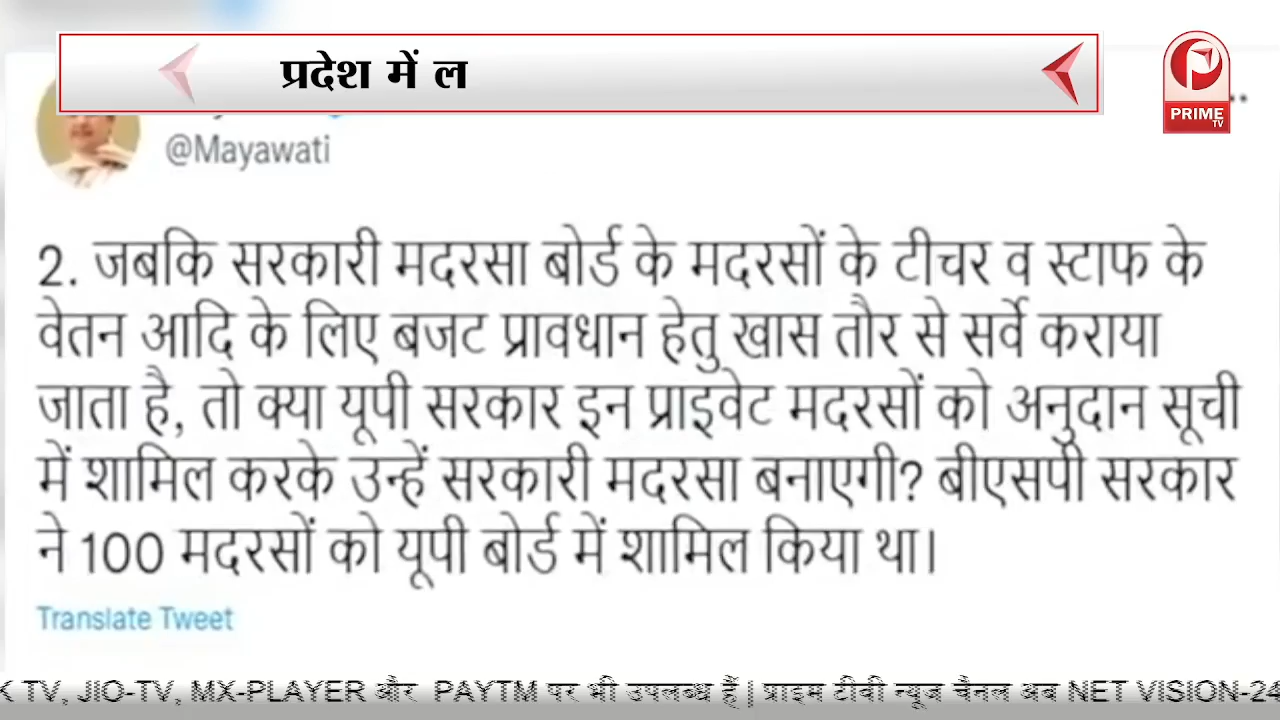 प्रदेश में ल
PRIME
TV
@Mayawati
2. जबकि सरकारी मदरसा बोर्ड के मदरसों के टीचर व स्टाफ के
वेतन आदि के लिए बजट प्रावधान हेतु खास तौर से सर्वे कराया
जाता है, तो क्या यूपी सरकार इन प्राइवेट मदरसों को अनुदान सूची
में शामिल करके उन्हें सरकारी मदरसा बनाएगी? बीएसपी सरकार
ने 100 मदरसों को यूपी बोर्ड में शामिल किया था।
Translate Tweet
K TV, JIO-TV, MX-PLAYER और PAYTM पर भी उपलब्ध हैं | प्राइम टीवी न्यूज चैनल अब NET VISION-24